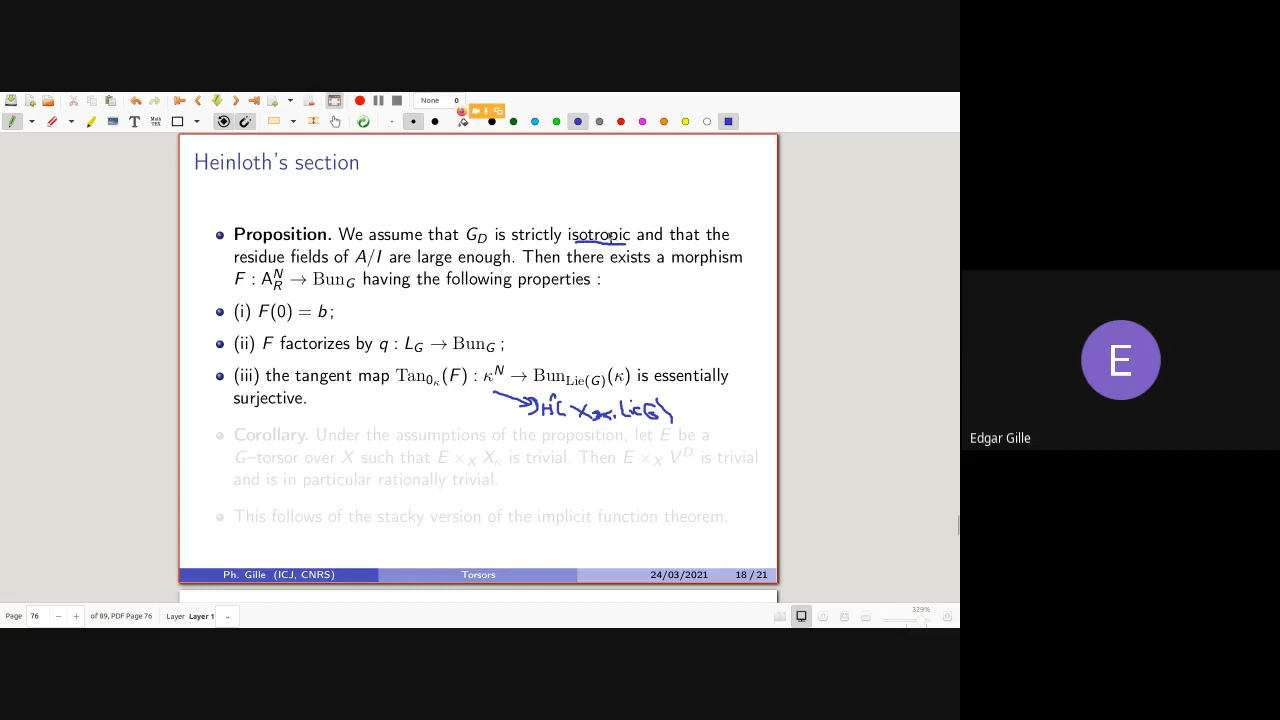 None 0
Heinloth's section
Proposition. We assume that G_D is strictly isotropic and that the
residue fields of A/I are large enough. Then there exists a morphism
F : A_R^N → Bun_G having the following properties :
(i) F(0) = b ;
(ii) F factorizes by q : L_G → Bun_G ;
(iii) the tangent map Tan_{0_κ}(F) : κ^N → Bun_{Lie(G)}(κ) is essentially
surjective.
Corollary. Under the assumptions of the proposition, let E be a
G–torsor over X such that E ×_X X_κ is trivial. Then E ×_X V^D is trivial
and is in particular rationally trivial.
This follows of the stacky version of the implicit function theorem.
Ph. Gille (ICJ, CNRS) Torsors 24/03/2021 18 / 21
Page 76 of 89, PDF Page 76 Layer Layer 1 329%
E
Edgar Gille